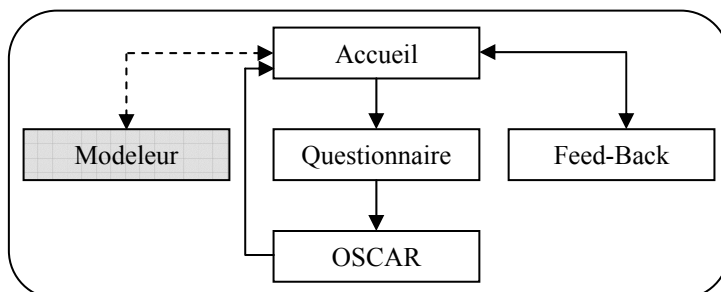 Accueil
Modeleur
Questionnaire
Feed-Back
OSCAR